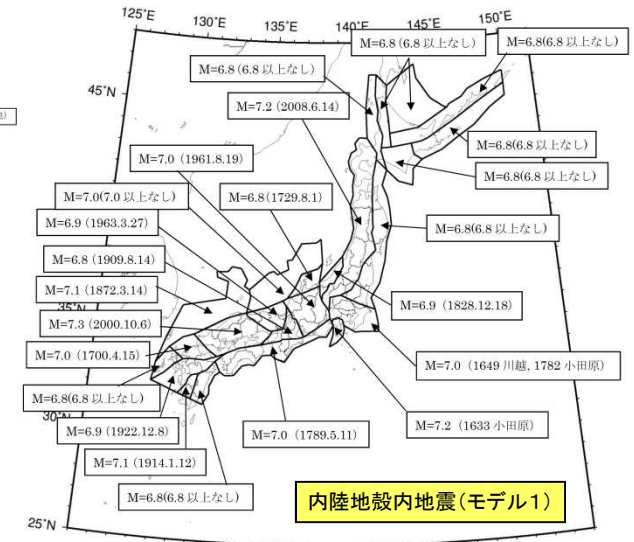 125°E
130°E
135°E
140°E
145°E
150°E
M=6.8 (6.8 以上なし)
M=6.8(6.8 以上なし)
M=6.8 (6.8 以上なし)
45°N
M=7.2 (2008.6.14)
M=7.0 (1961.8.19)
M=6.8(6.8 以上なし)
M=6.8(6.8 以上なし)
M=7.0(7.0 以上なし)
M=6.8(1729.8.1)
M=6.9 (1963.3.27)
M=6.8(6.8 以上なし)
M=6.8 (1909.8.14)
M=7.1 (1872.3.14)
35°N
M=6.9 (1828.12.18)
M=7.3 (2000.10.6)
M=7.0 (1700.4.15)
M=7.0 (1649 川越, 1782 小田原)
M=6.8(6.8 以上なし)
30°N
M=6.9 (1922.12.8)
M=7.0 (1789.5.11)
M=7.2 (1633 小田原)
M=7.1 (1914.1.12)
M=6.8(6.8 以上なし)
内陸地殻内地震(モデル1)
25°N